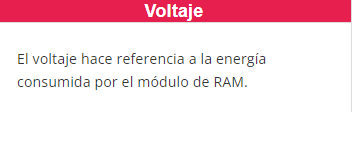 Voltaje
El voltaje hace referencia a la energía
consumida por el módulo de RAM.